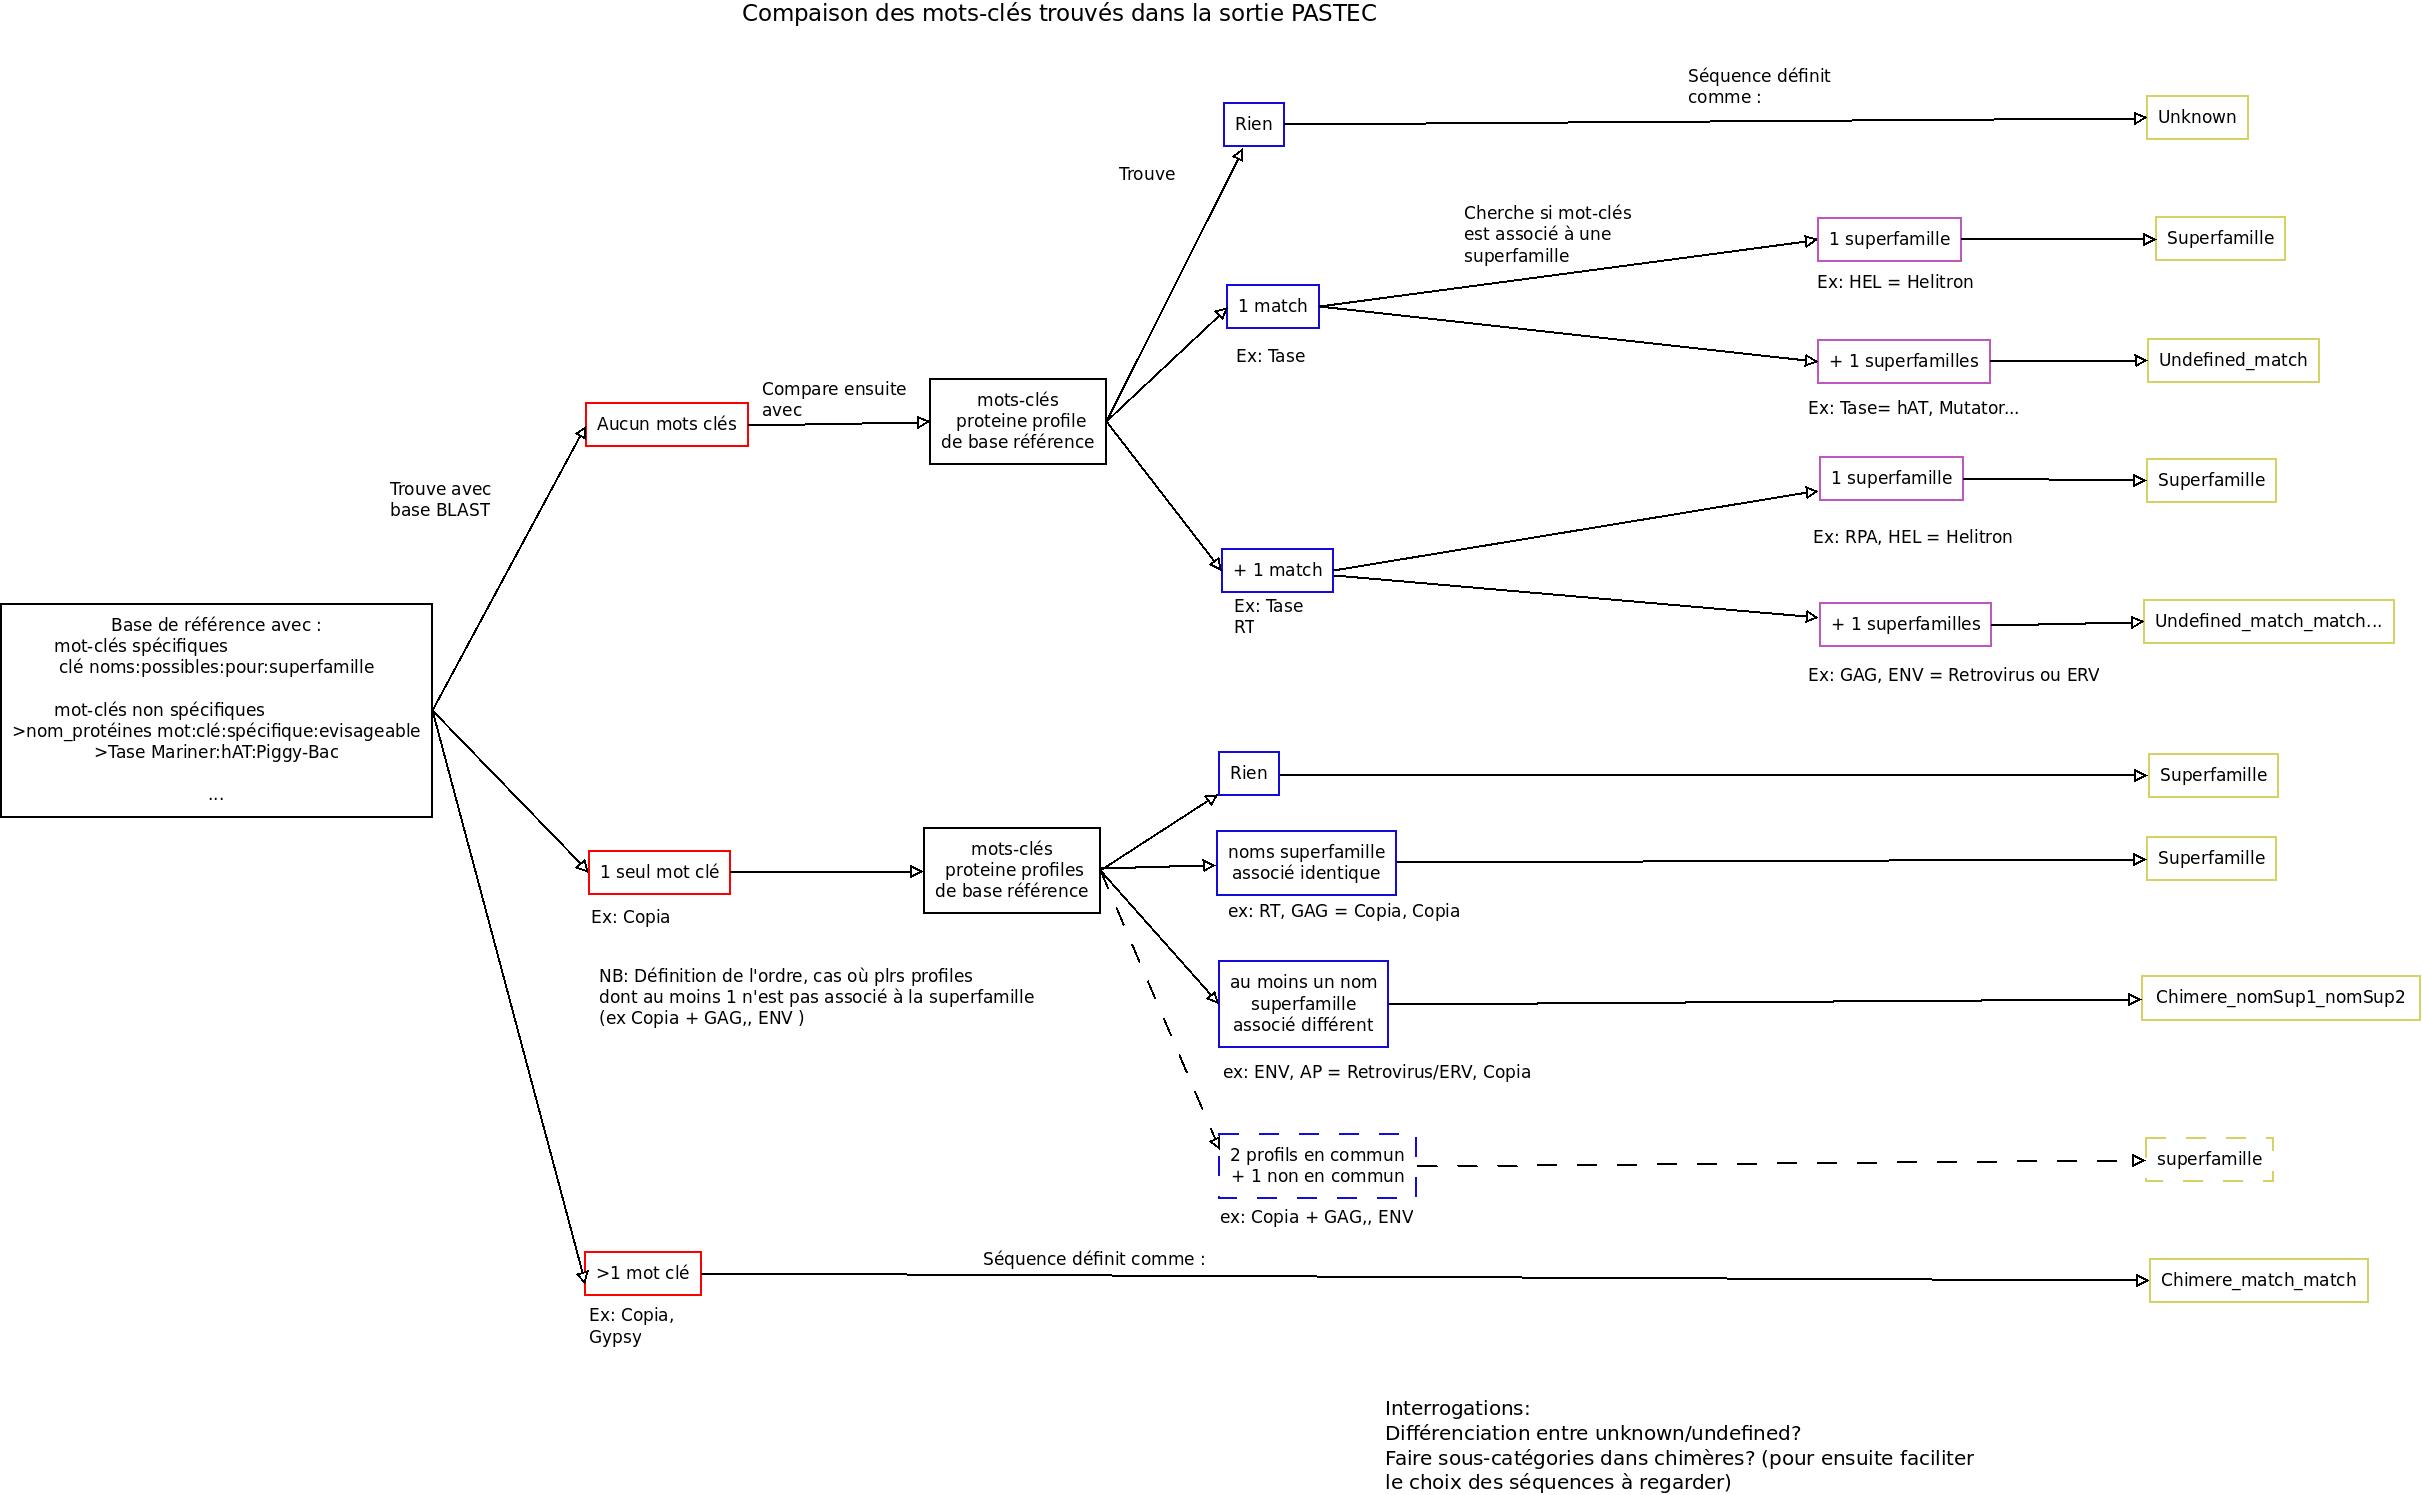 Compaison des mots-clés trouvés dans la sortie PASTEC
Séquence définit
comme :
Rien
Unknown
Trouve
Cherche si mot-clés
est associé à une
superfamille
1 superfamille
Superfamille
Ex: HEL = Helitron
1 match
Ex: Tase
+ 1 superfamilles
Undefined_match
Ex: Tase= hAT, Mutator...
Compare ensuite
avec
Aucun mots clés
mots-clés
proteine profile
de base référence
1 superfamille
Superfamille
Ex: RPA, HEL = Helitron
Trouve avec
base BLAST
+ 1 match
Ex: Tase
RT
+ 1 superfamilles
Undefined_match_match...
Ex: GAG, ENV = Retrovirus ou ERV
Base de référence avec :
mot-clés spécifiques
clé noms:possibles:pour:superfamille
mot-clés non spécifiques
>nom_protéines mot:clé:spécifique:evisageable
>Tase Mariner:hAT:Piggy-Bac
...
Rien
Superfamille
1 seul mot clé
Ex: Copia
mots-clés
proteine profiles
de base référence
noms superfamille
associé identique
Superfamille
ex: RT, GAG = Copia, Copia
NB: Définition de l'ordre, cas où plrs profiles
dont au moins 1 n'est pas associé à la superfamille
(ex Copia + GAG,, ENV )
au moins un nom
superfamille
associé différent
Chimere_nomSup1_nomSup2
ex: ENV, AP = Retrovirus/ERV, Copia
2 profils en commun
+ 1 non en commun
superfamille
ex: Copia + GAG,, ENV
>1 mot clé
Séquence définit comme :
Chimere_match_match
Ex: Copia,
Gypsy
Interrogations:
Différenciation entre unknown/undefined?
Faire sous-catégories dans chimères? (pour ensuite faciliter
le choix des séquences à regarder)